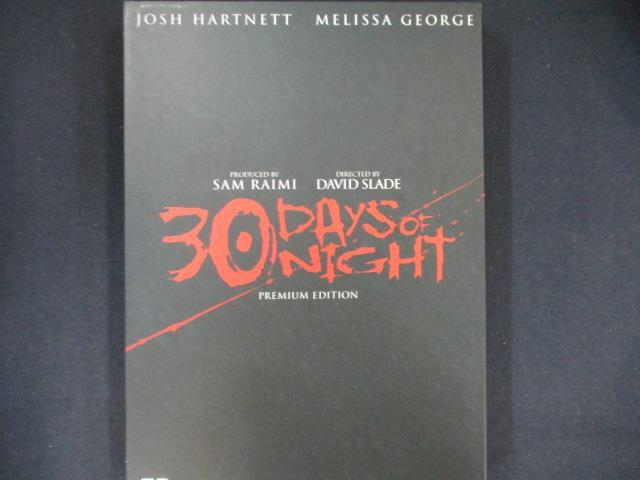 JOSH HARTNETT MELISSA GEORGE
PRODUCED BY DIRECTED BY
SAM RAIMI DAVID SLADE
30 DAYS OF NIGHT
PREMIUM EDITION